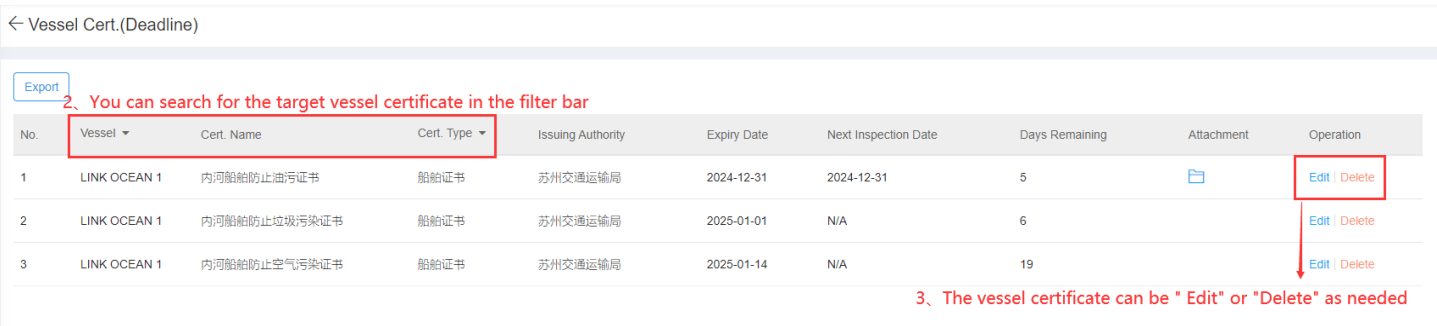 ← Vessel Cert.(Deadline)
Export
2、You can search for the target vessel certificate in the filter bar
No. Vessel Cert. Name Cert. Type Issuing Authority Expiry Date Next Inspection Date Days Remaining Attachment Operation
1 LINK OCEAN 1 内河船舶防止油污证书 船舶证书 苏州交通运输局 2024-12-31 2024-12-31 5 Edit | Delete
2 LINK OCEAN 1 内河船舶防止垃圾污染证书 船舶证书 苏州交通运输局 2025-01-01 N/A 6 Edit | Delete
3 LINK OCEAN 1 内河船舶防止空气污染证书 船舶证书 苏州交通运输局 2025-01-14 N/A 19 Edit | Delete
3、The vessel certificate can be " Edit" or "Delete" as needed